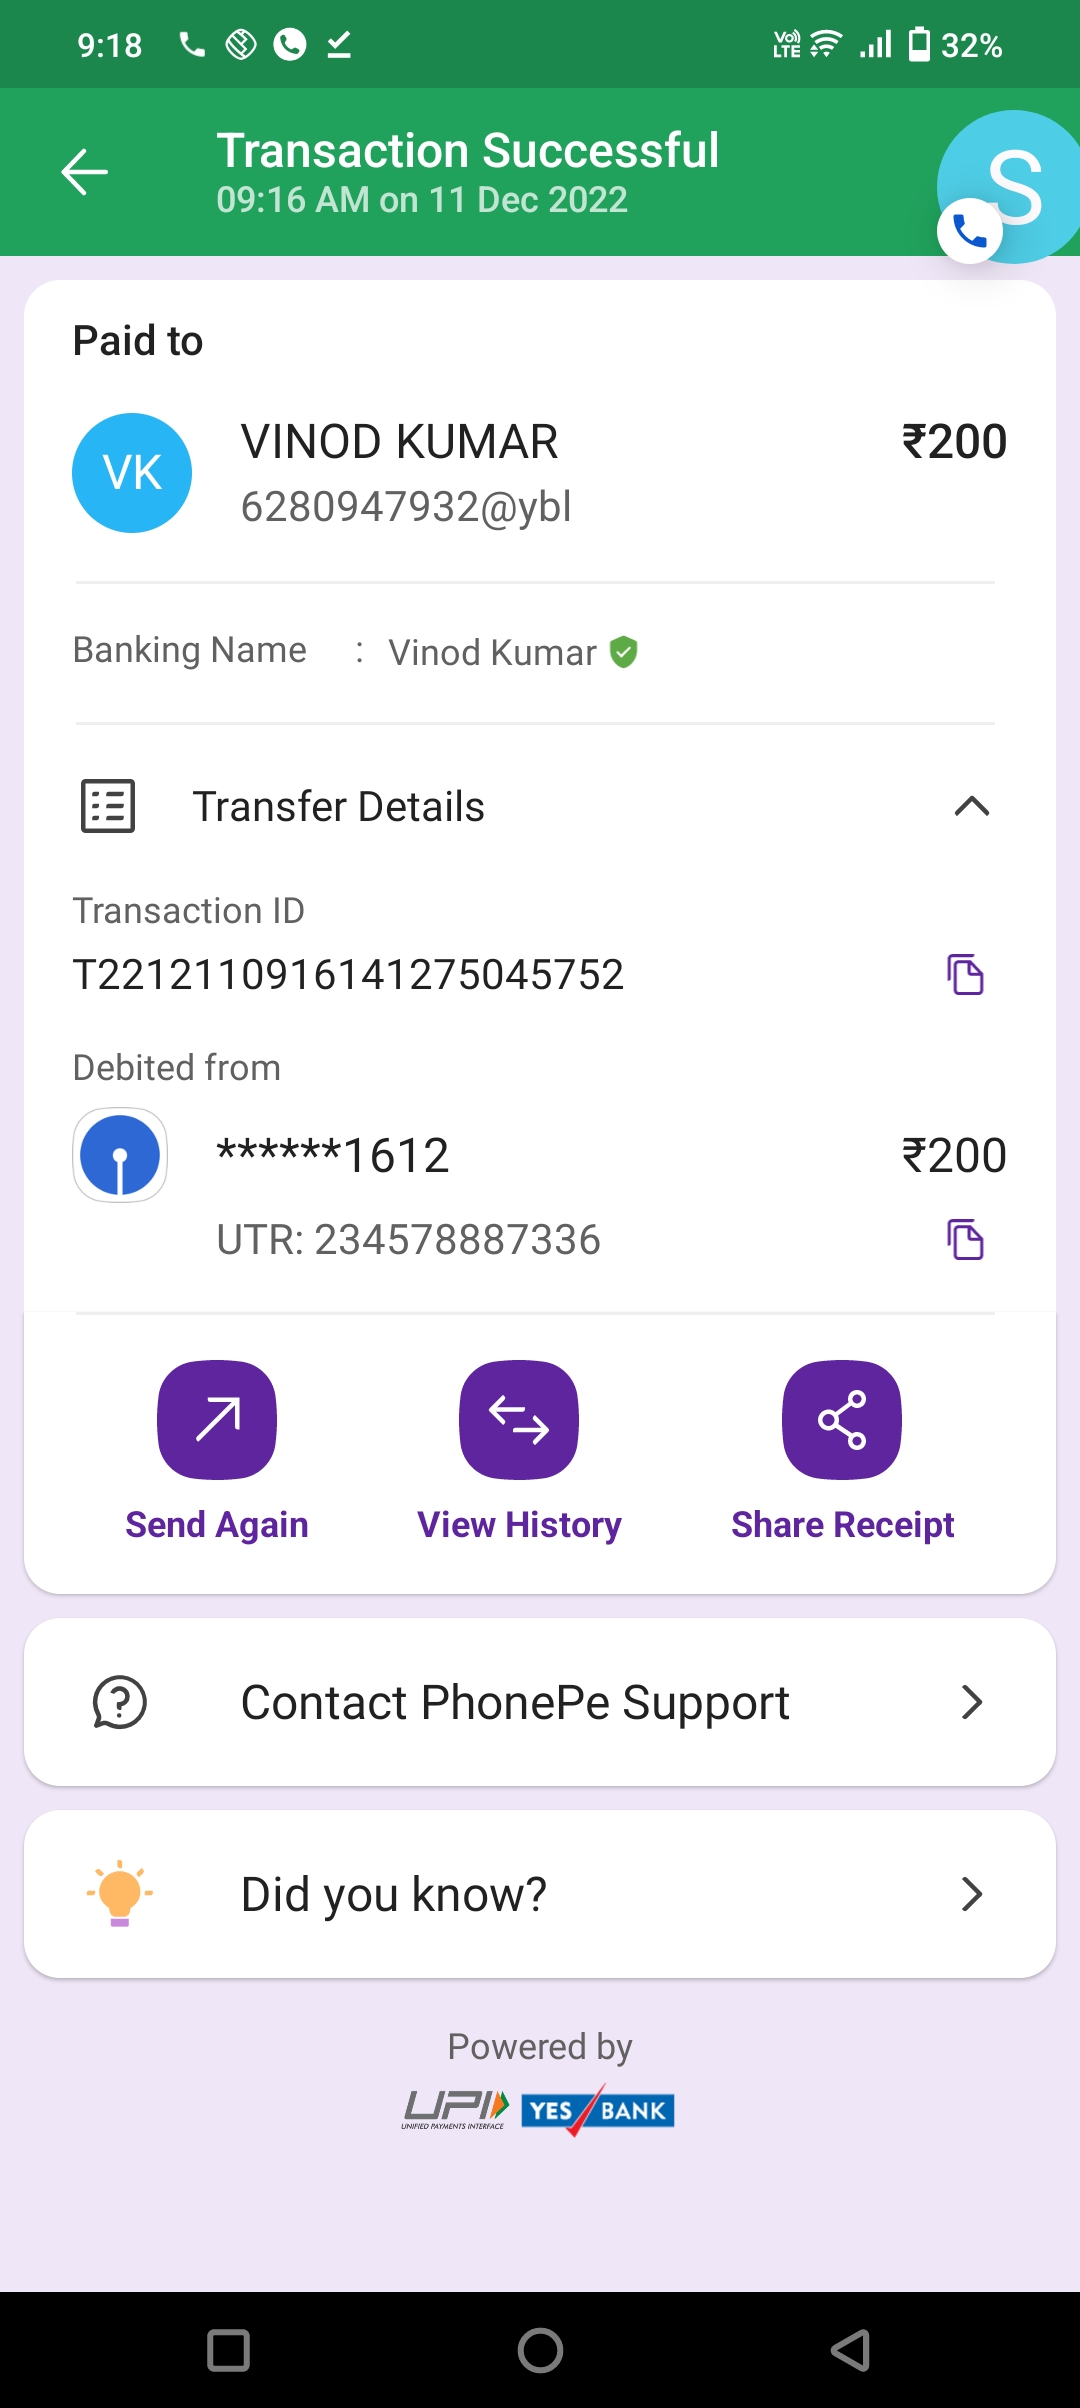 9:18
Vo) LTE 32%
Transaction Successful
09:16 AM on 11 Dec 2022
S
Paid to
VK
VINOD KUMAR
₹200
6280947932@ybl
Banking Name : Vinod Kumar
Transfer Details
Transaction ID
T2212110916141275045752
Debited from
******1612
₹200
UTR: 234578887336
Send Again
View History
Share Receipt
Contact PhonePe Support
Did you know?
Powered by
UPI
UNIFIED PAYMENTS INTERFACE
YES BANK